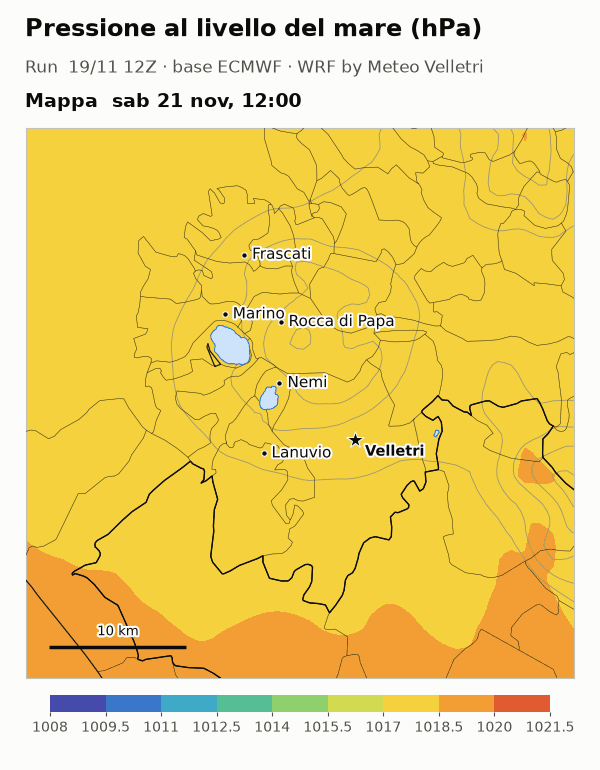 Pressione al livello del mare (hPa)
Run  19/11 12Z · base ECMWF · WRF by Meteo Velletri
Mappa  sab 21 nov, 12:00
Frascati
Marino
Rocca di Papa
Nemi
Velletri
Lanuvio
10 km
1008 1009.5 1011 1012.5 1014 1015.5 1017 1018.5 1020 1021.5